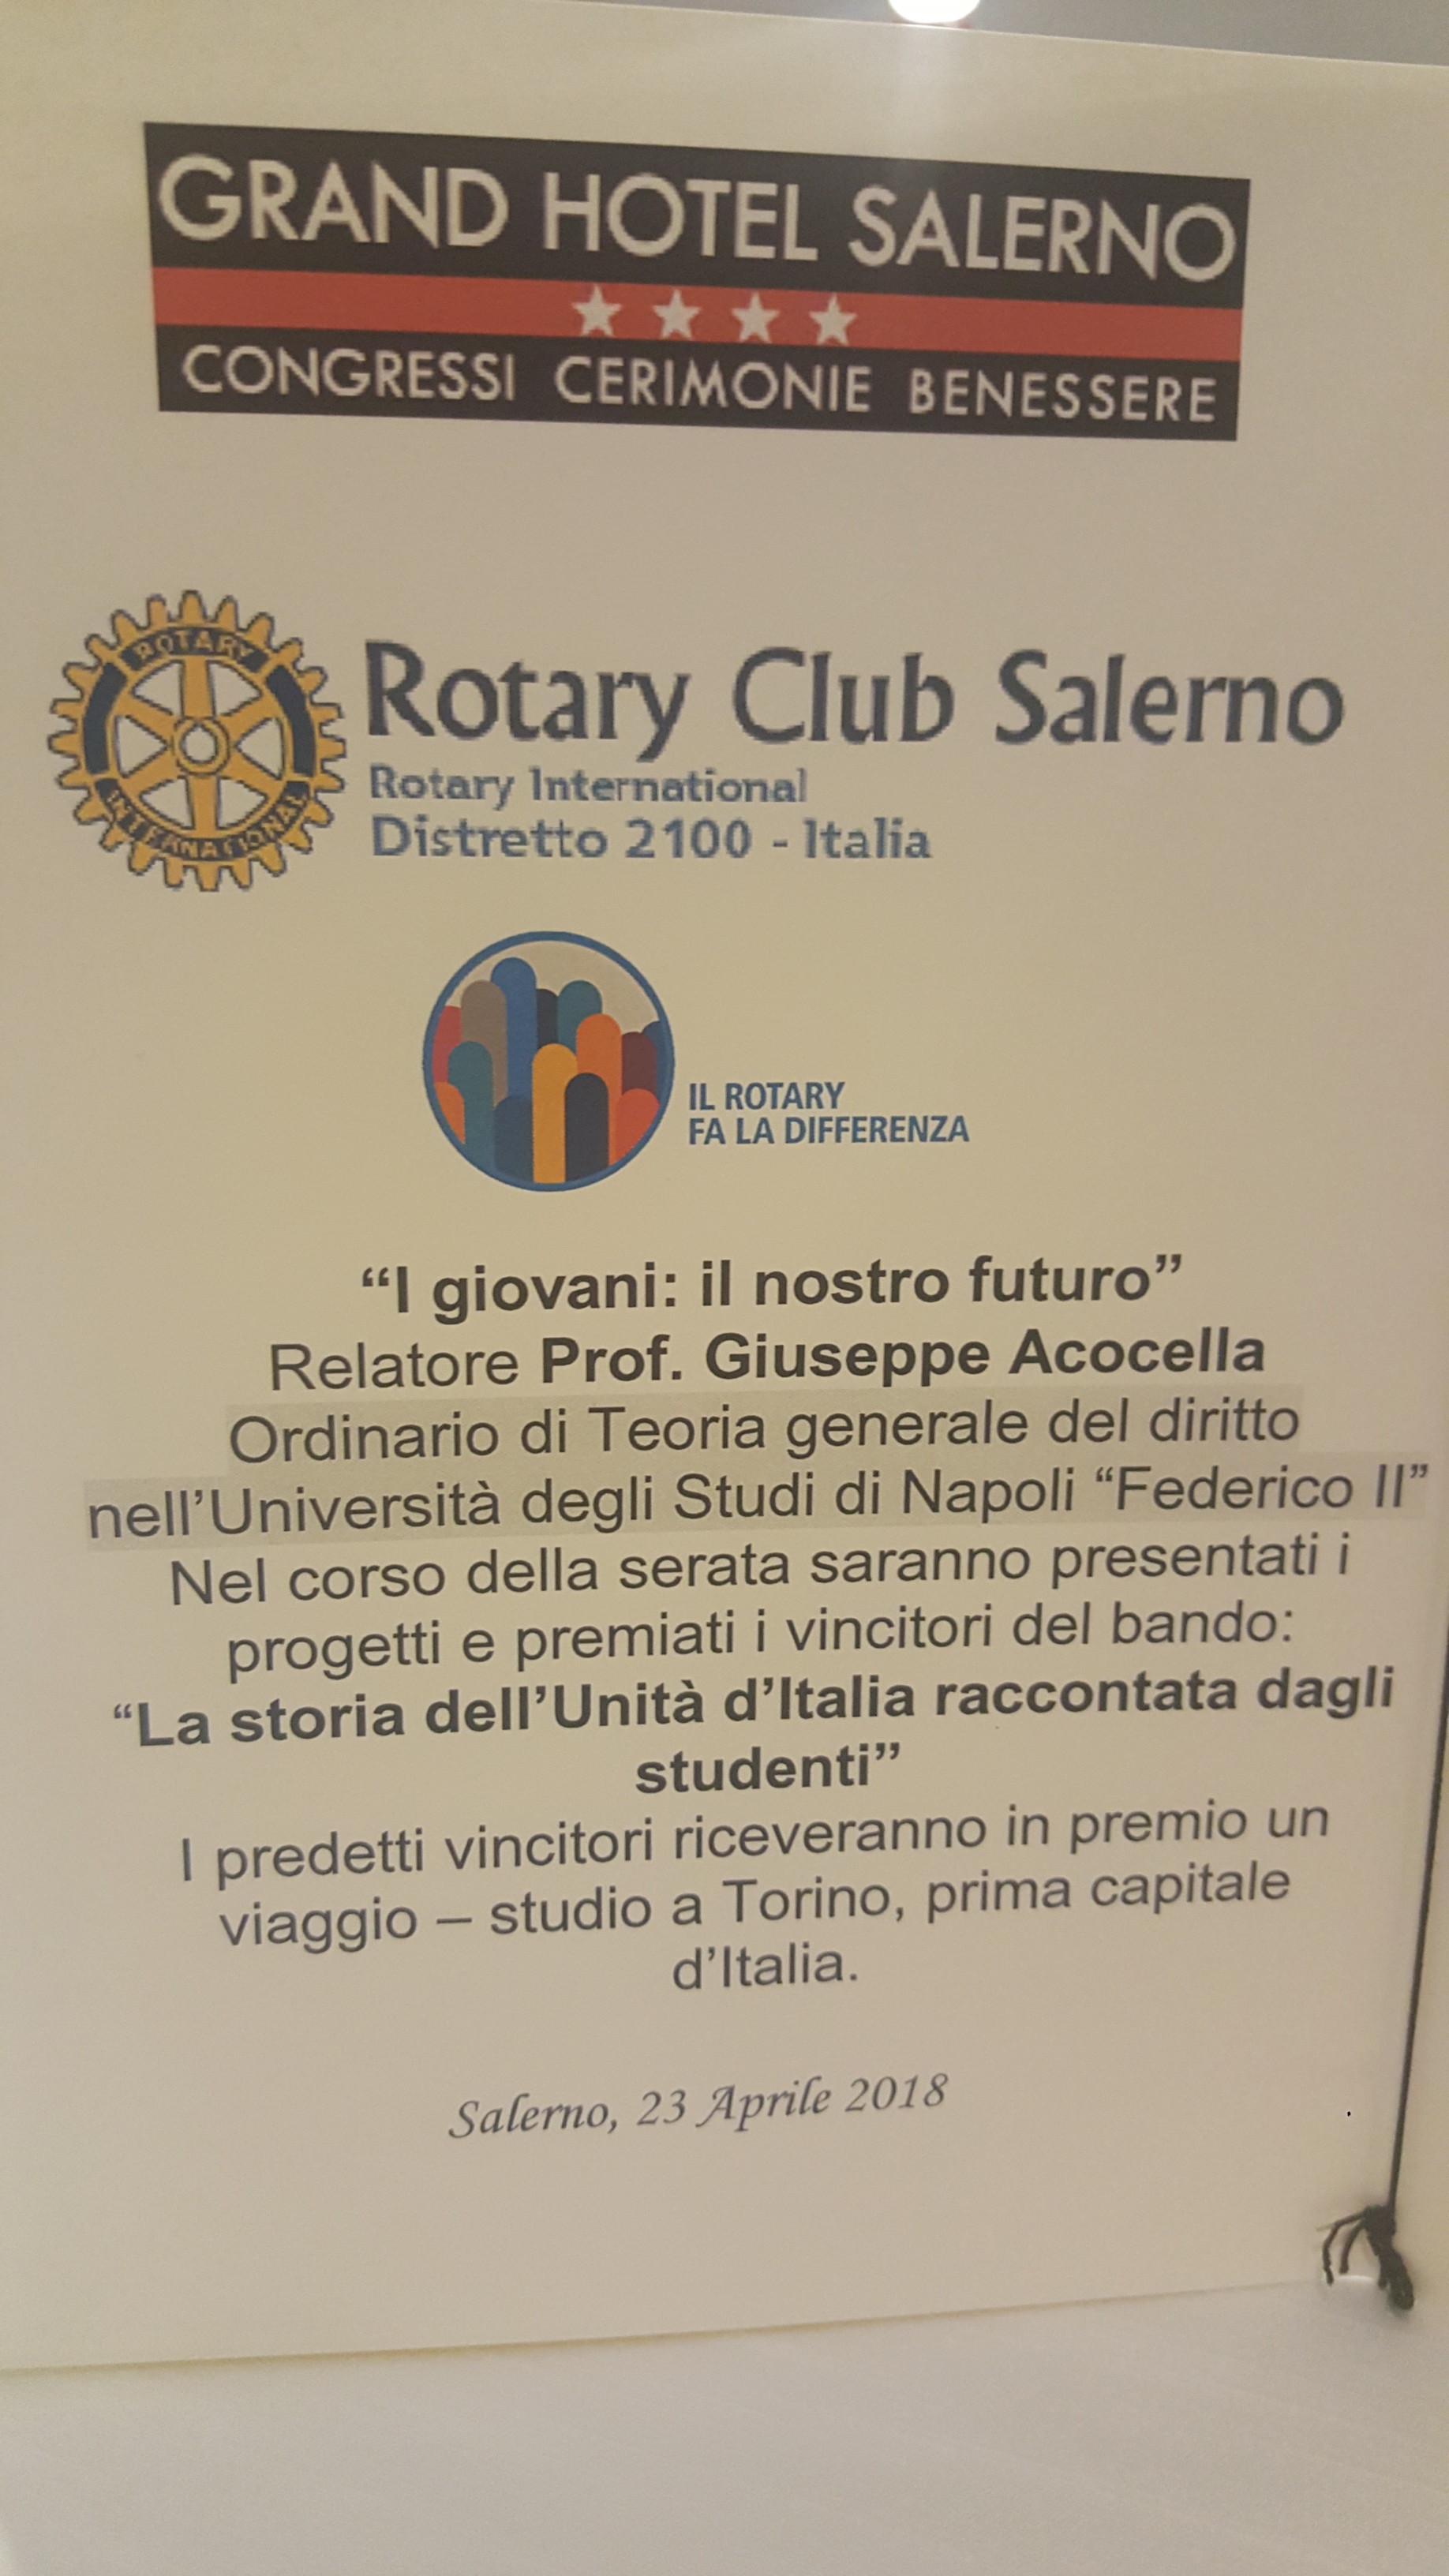 GRAND HOTEL SALERNO
CONGRESSI CERIMONIE BENESSERE
ROTARY
INTERNATIONAL
Rotary Club Salerno
Rotary International
Distretto 2100 - Italia
IL ROTARY
FA LA DIFFERENZA
“I giovani: il nostro futuro”
Relatore Prof. Giuseppe Acocella
Ordinario di Teoria generale del diritto
nell’Università degli Studi di Napoli “Federico II”
Nel corso della serata saranno presentati i
progetti e premiati i vincitori del bando:
“La storia dell’Unità d’Italia raccontata dagli
studenti”
I predetti vincitori riceveranno in premio un
viaggio – studio a Torino, prima capitale
d’Italia.
Salerno, 23 Aprile 2018